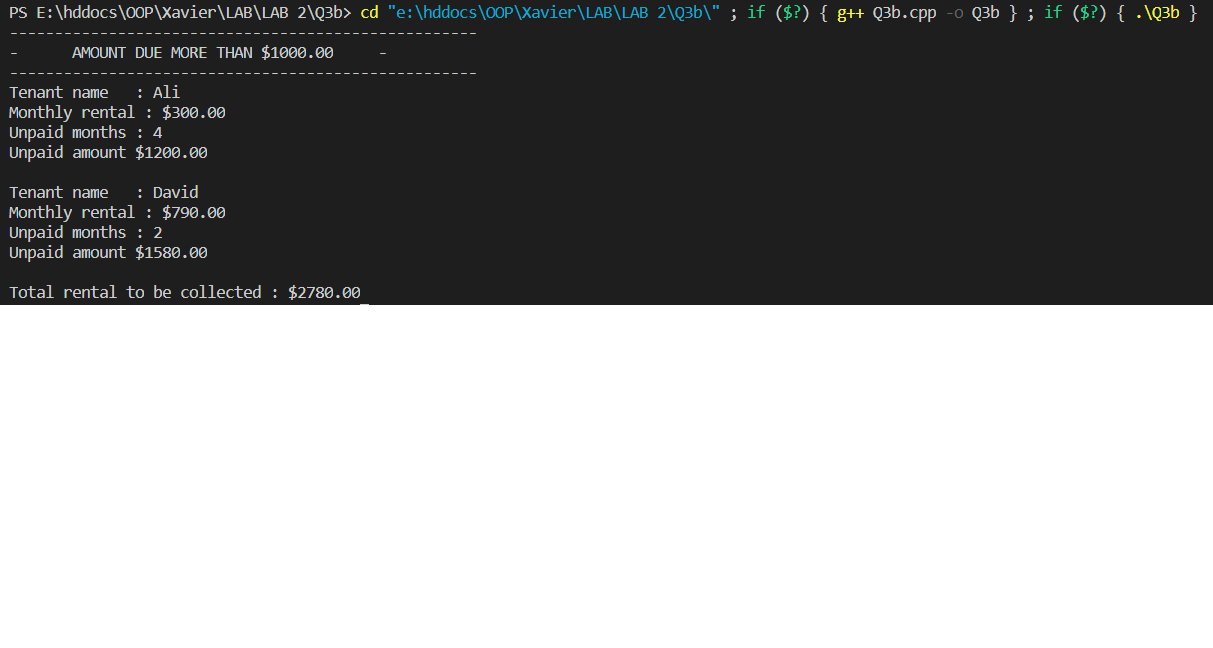 PS E:\hddocs\OOP\Xavier\LAB\LAB 2\Q3b> cd "e:\hddocs\OOP\Xavier\LAB\LAB 2\Q3b\" ; if ($?) { g++ Q3b.cpp -o Q3b } ; if ($?) { .\Q3b }
----------------------------------------------------
-      AMOUNT DUE MORE THAN $1000.00     -
----------------------------------------------------
Tenant name   : Ali
Monthly rental : $300.00
Unpaid months : 4
Unpaid amount $1200.00

Tenant name   : David
Monthly rental : $790.00
Unpaid months : 2
Unpaid amount $1580.00

Total rental to be collected : $2780.00